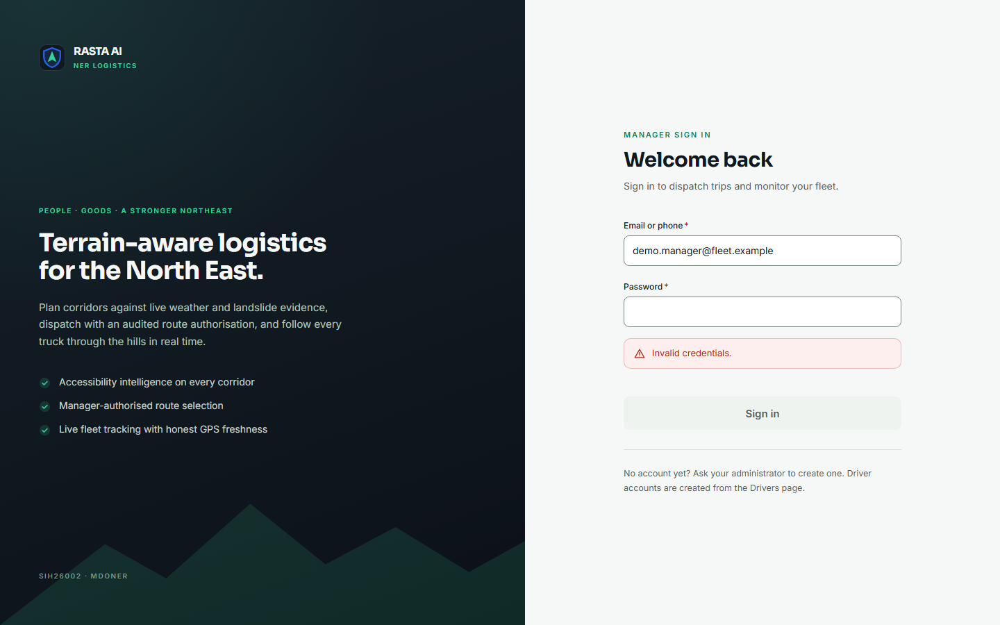 RASTA AI
NER LOGISTICS
PEOPLE · GOODS · A STRONGER NORTHEAST
Terrain-aware logistics
for the North East.
Plan corridors against live weather and landslide evidence,
dispatch with an audited route authorisation, and follow every
truck through the hills in real time.
Accessibility intelligence on every corridor
Manager-authorised route selection
Live fleet tracking with honest GPS freshness
SIH26002 · MDONER
MANAGER SIGN IN
Welcome back
Sign in to dispatch trips and monitor your fleet.
Email or phone *
demo.manager@fleet.example
Password *
Invalid credentials.
Sign in
No account yet? Ask your administrator to create one. Driver
accounts are created from the Drivers page.